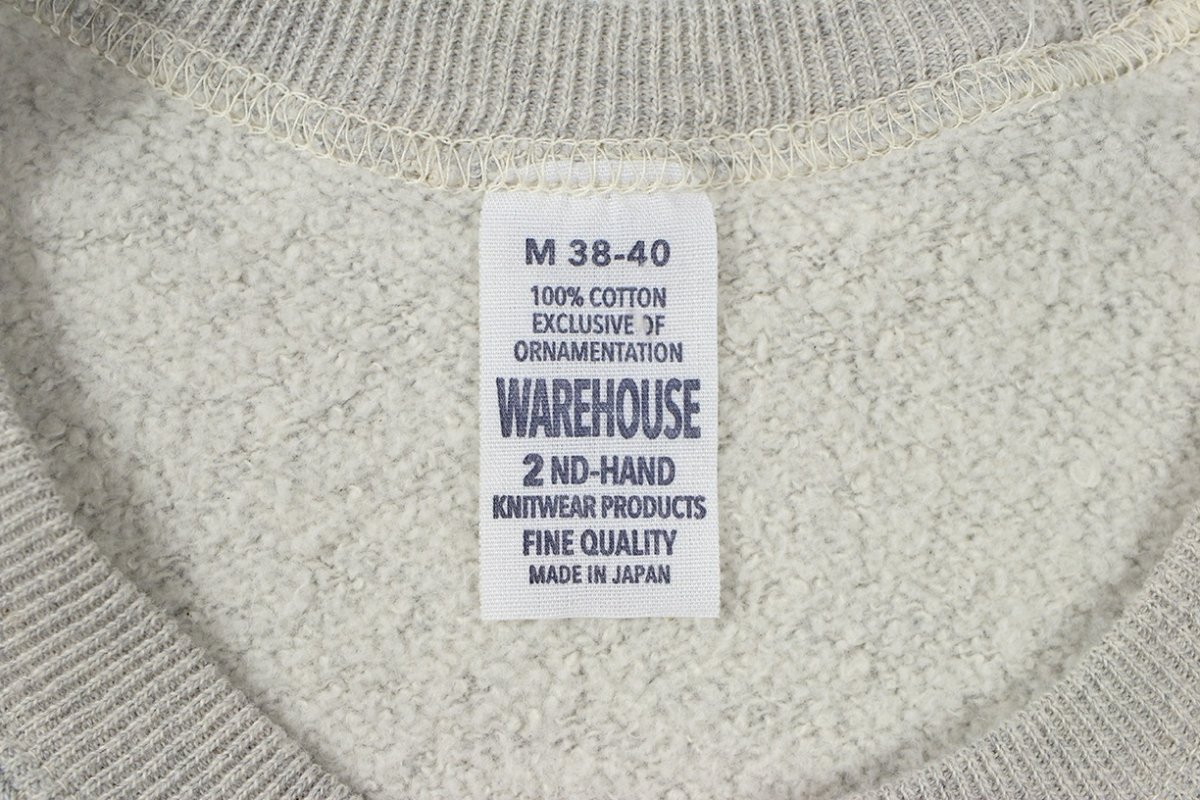 M 38-40
100% COTTON
EXCLUSIVE OF
ORNAMENTATION
WAREHOUSE
2 ND-HAND
KNITWEAR PRODUCTS
FINE QUALITY
MADE IN JAPAN